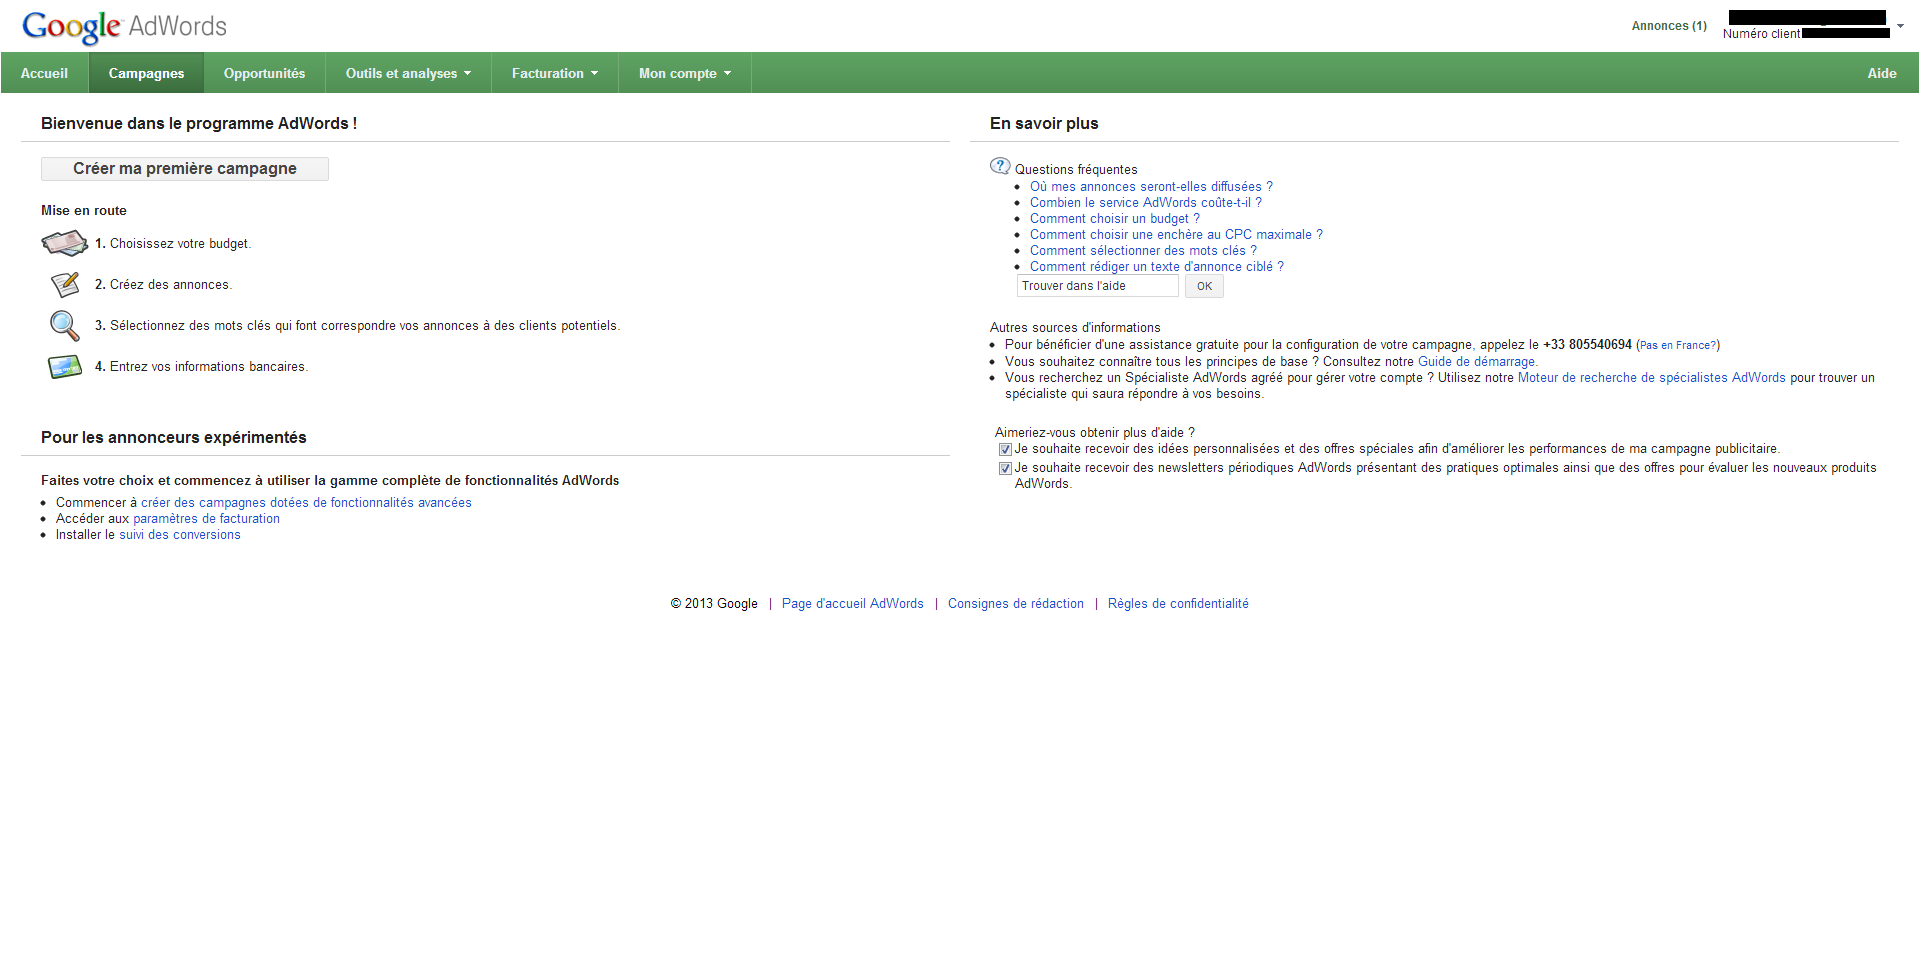 Google AdWords
Annonces (1)
Numéro client
Accueil
Campagnes
Opportunités
Outils et analyses
Facturation
Mon compte
Aide
Bienvenue dans le programme AdWords !
Créer ma première campagne
Mise en route
1. Choisissez votre budget.
2. Créez des annonces.
3. Sélectionnez des mots clés qui font correspondre vos annonces à des clients potentiels.
4. Entrez vos informations bancaires.
Pour les annonceurs expérimentés
Faites votre choix et commencez à utiliser la gamme complète de fonctionnalités AdWords
Commencer à créer des campagnes dotées de fonctionnalités avancées
Accéder aux paramètres de facturation
Installer le suivi des conversions
En savoir plus
Questions fréquentes
Où mes annonces seront-elles diffusées ?
Combien le service AdWords coûte-t-il ?
Comment choisir un budget ?
Comment choisir une enchère au CPC maximale ?
Comment sélectionner des mots clés ?
Comment rédiger un texte d'annonce ciblé ?
Trouver dans l'aide
OK
Autres sources d'informations
Pour bénéficier d'une assistance gratuite pour la configuration de votre campagne, appelez le +33 805540694 (Pas en France?)
Vous souhaitez connaître tous les principes de base ? Consultez notre Guide de démarrage.
Vous recherchez un Spécialiste AdWords agréé pour gérer votre compte ? Utilisez notre Moteur de recherche de spécialistes AdWords pour trouver un
spécialiste qui saura répondre à vos besoins.
Aimeriez-vous obtenir plus d'aide ?
Je souhaite recevoir des idées personnalisées et des offres spéciales afin d'améliorer les performances de ma campagne publicitaire.
Je souhaite recevoir des newsletters périodiques AdWords présentant des pratiques optimales ainsi que des offres pour évaluer les nouveaux produits
AdWords.
© 2013 Google | Page d'accueil AdWords | Consignes de rédaction | Règles de confidentialité